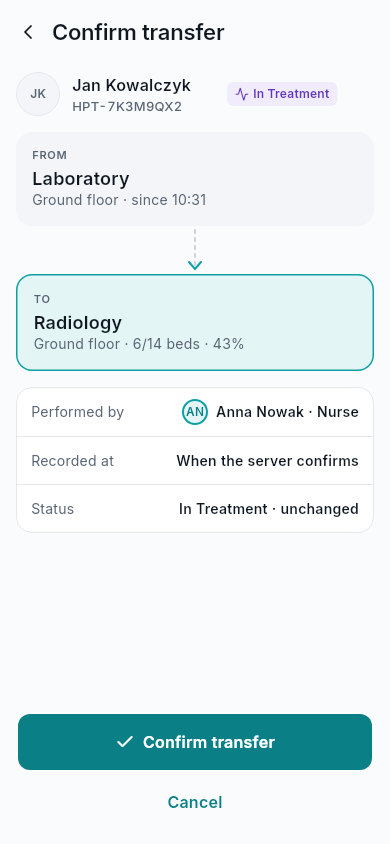 Confirm transfer
JK
Jan Kowalczyk
HPT-7K3M9QX2
In Treatment
FROM
Laboratory
Ground floor · since 10:31
TO
Radiology
Ground floor · 6/14 beds · 43%
Performed by
AN
Anna Nowak · Nurse
Recorded at
When the server confirms
Status
In Treatment · unchanged
Confirm transfer
Cancel